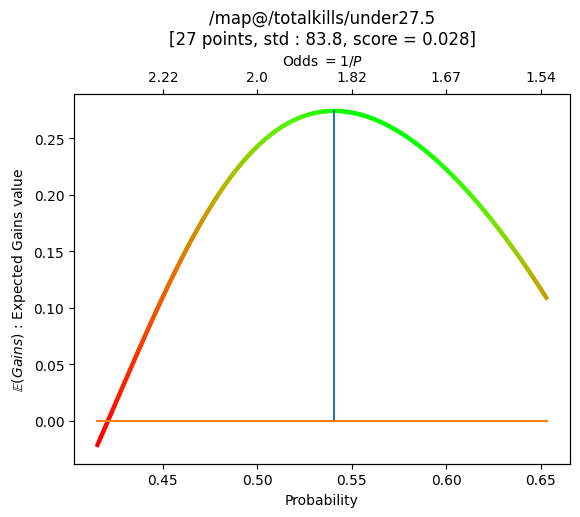 /map@/totalkills/under27.5
[27 points, std : 83.8, score = 0.028]
Odds = 1/P
2.22 2.0 1.82 1.67 1.54
0.25
0.20
0.15
0.10
0.05
0.00
𝔼(Gains) : Expected Gains value
0.45 0.50 0.55 0.60 0.65
Probability